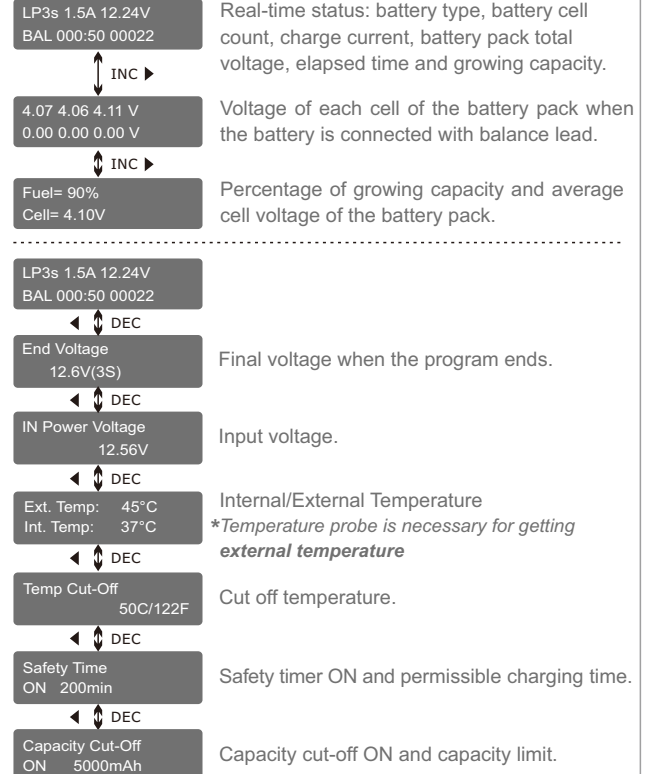 LP3s 1.5A 12.24V
BAL 000:50 00022
Real-time status: battery type, battery cell
count, charge current, battery pack total
voltage, elapsed time and growing capacity.
INC
4.07 4.06 4.11 V
0.00 0.00 0.00 V
Voltage of each cell of the battery pack when
the battery is connected with balance lead.
INC
Fuel= 90%
Cell= 4.10V
Percentage of growing capacity and average
cell voltage of the battery pack.
LP3s 1.5A 12.24V
BAL 000:50 00022
DEC
End Voltage
12.6V(3S)
Final voltage when the program ends.
DEC
IN Power Voltage
12.56V
Input voltage.
DEC
Ext. Temp: 45°C
Int. Temp: 37°C
Internal/External Temperature
*Temperature probe is necessary for getting
external temperature
DEC
Temp Cut-Off
50C/122F
Cut off temperature.
DEC
Safety Time
ON 200min
Safety timer ON and permissible charging time.
DEC
Capacity Cut-Off
ON 5000mAh
Capacity cut-off ON and capacity limit.